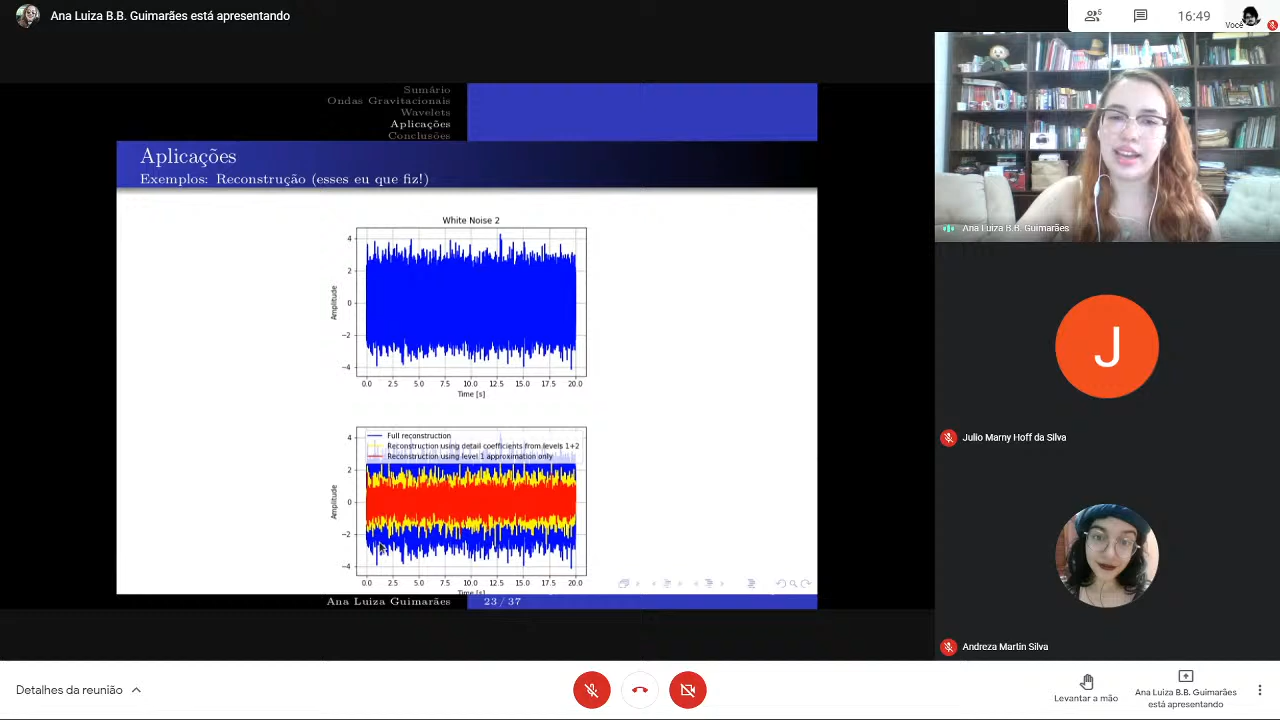 Ana Luiza B.B. Guimarães está apresentando
5
16:49
Você
Sumário
Ondas Gravitacionais
Wavelets
Aplicações
Conclusões
Aplicações
Exemplos: Reconstrução (esses eu que fiz!)
White Noise 2
Amplitude
4
2
0
−2
−4
0.0 2.5 5.0 7.5 10.0 12.5 15.0 17.5 20.0
Time [s]
Full reconstruction
Reconstruction using detail coefficients from levels 1+2
Reconstruction using level 1 approximation only
Amplitude
4
2
0
−2
−4
0.0 2.5 5.0 7.5 10.0 12.5 15.0 17.5 20.0
Time [s]
Ana Luiza Guimarães 23 / 37
Ana Luiza B.B. Guimarães
J
Julio Marny Hoff da Silva
Andreza Martin Silva
Detalhes da reunião
Levantar a mão
Ana Luiza B.B. Guimarães
está apresentando